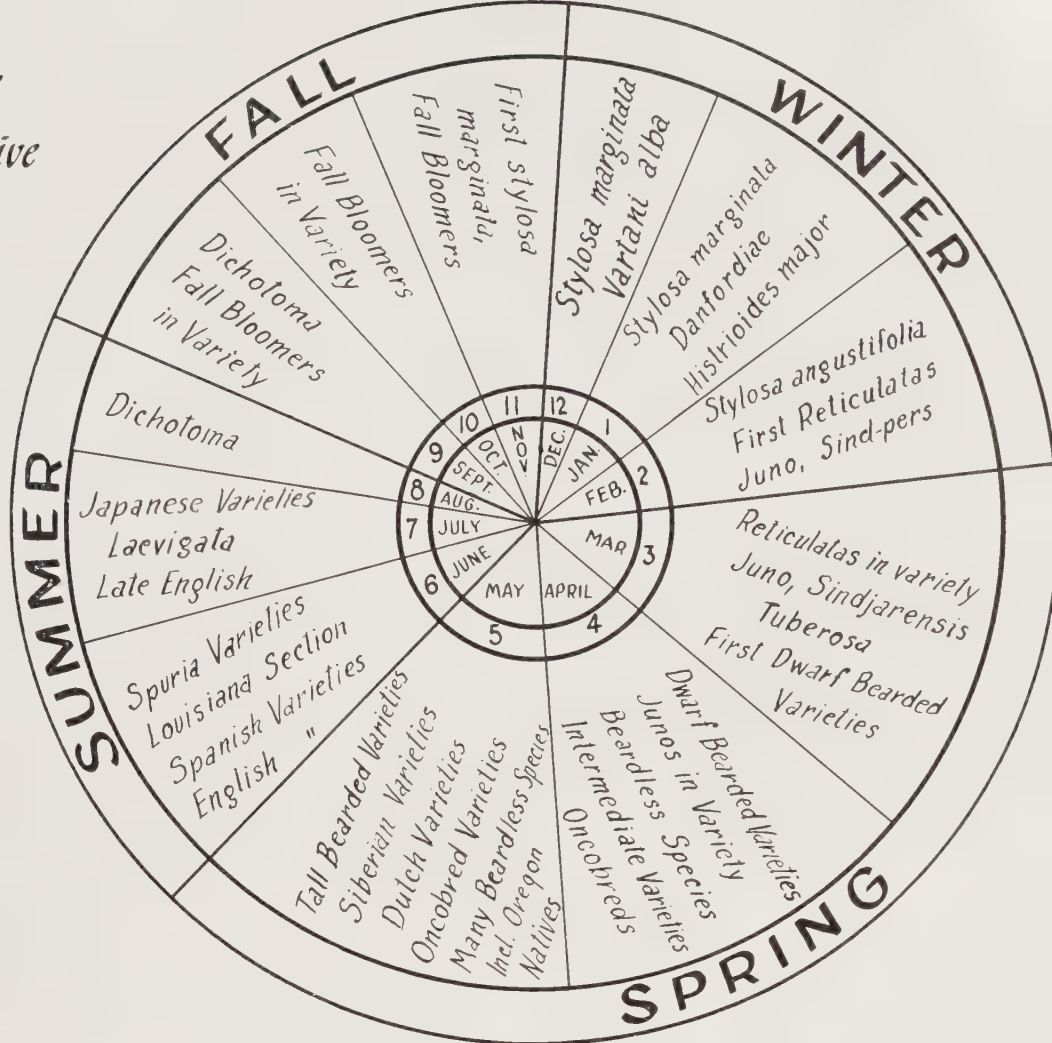 ive
FALL
WINTER
SPRING
SUMMER
Stylosa marginata
Vartani alba
Stylosa marginata
Danfordiae
Histrioides major
Stylosa angustifolia
First Reticulatas
Juno, Sind-pers
Reticulatas in variety
Juno, Sindjarensis
Tuberosa
First Dwarf Bearded
Varieties
Dwarf Bearded Varieties
Junos in Variety
Beardless Species
Intermediate Varieties
Oncobreds
Tall Bearded Varieties
Siberian Varieties
Dutch Varieties
Oncobred Varieties
Many Beardless Species
Incl. Oregon
Natives
Spuria Varieties
Louisiana Section
Spanish Varieties
English "
Japanese Varieties
Laevigata
Late English
Dichotoma
Dichotoma
Fall Bloomers
in Variety
Fall Bloomers
in Variety
First stylosa
marginata,
Fall Bloomers
12
1
2
3
4
5
6
7
8
9
10
11
DEC.
JAN.
FEB.
MAR
APRIL
MAY
JUNE
JULY
AUG.
SEPT.
OCT.
NOV.